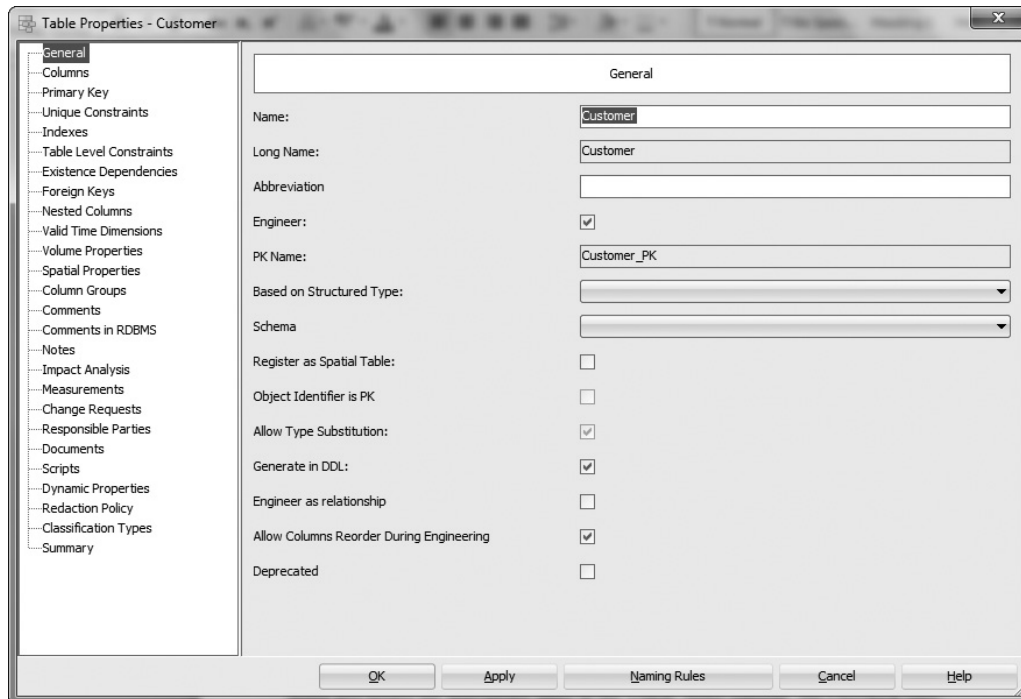 Table Properties - Customer
General
Columns
Primary Key
Unique Constraints
Indexes
Table Level Constraints
Existence Dependencies
Foreign Keys
Nested Columns
Valid Time Dimensions
Volume Properties
Spatial Properties
Column Groups
Comments
Comments in RDBMS
Notes
Impact Analysis
Measurements
Change Requests
Responsible Parties
Documents
Scripts
Dynamic Properties
Redaction Policy
Classification Types
Summary
General
Name: Customer
Long Name: Customer
Abbreviation
Engineer:
PK Name: Customer_PK
Based on Structured Type:
Schema
Register as Spatial Table:
Object Identifier is PK
Allow Type Substitution:
Generate in DDL:
Engineer as relationship
Allow Columns Reorder During Engineering
Deprecated
OK Apply Naming Rules Cancel Help